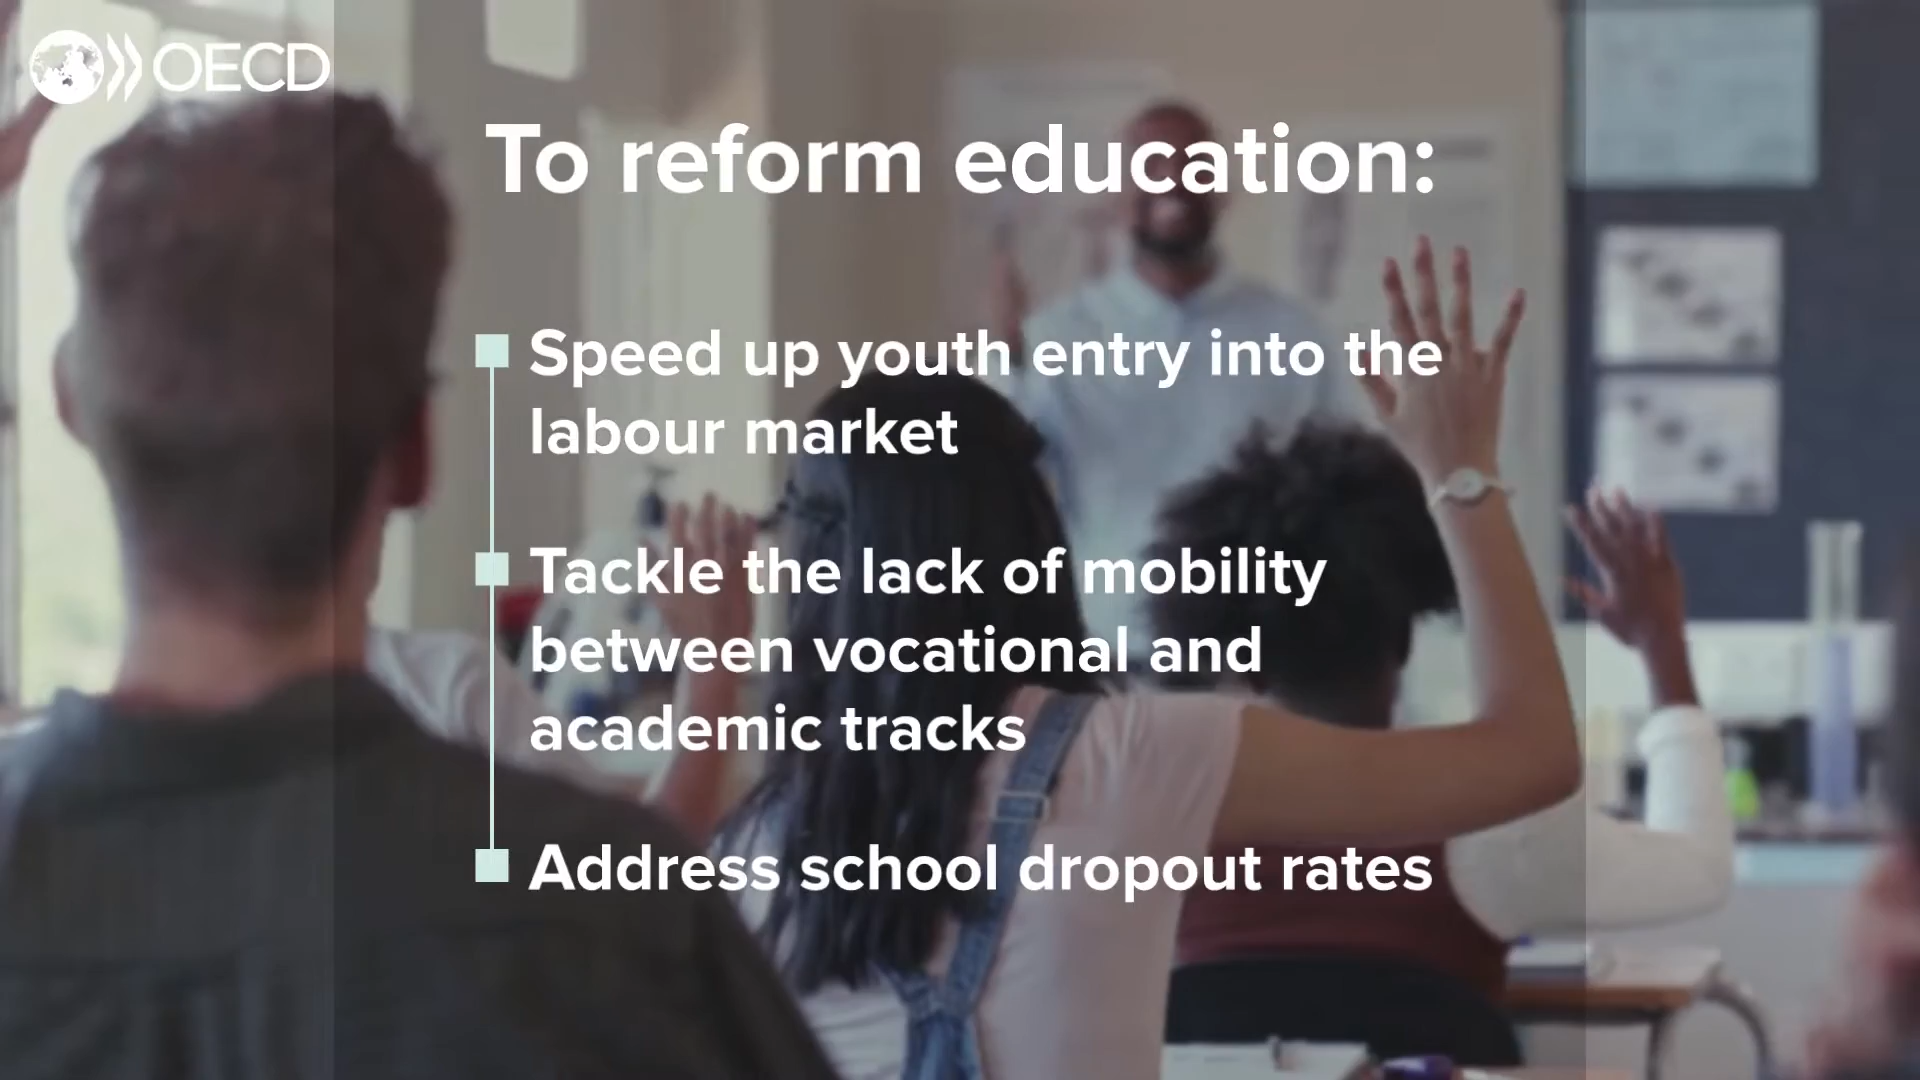 OECD
To reform education:
Speed up youth entry into the
labour market
Tackle the lack of mobility
between vocational and
academic tracks
Address school dropout rates